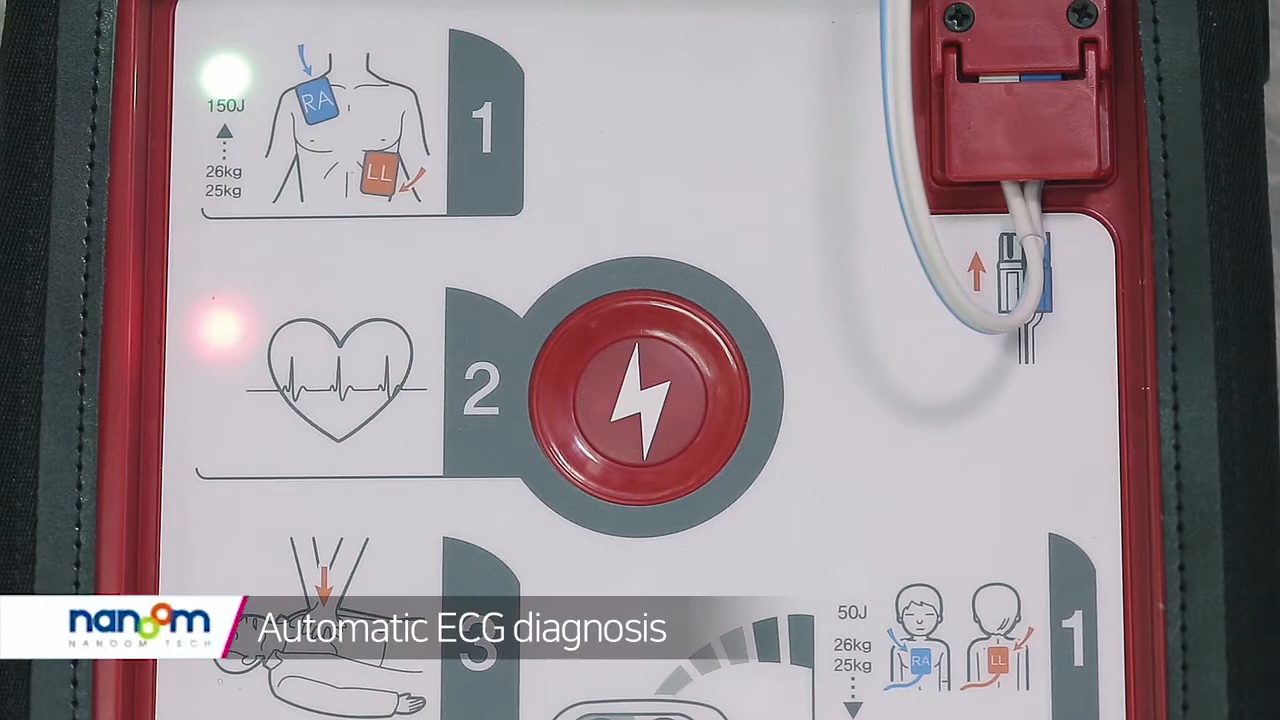 150J
26kg
25kg
RA
LL
1
2
nanoom
NANOOM TECH
Automatic ECG diagnosis
3
50J
26kg
25kg
RA
LL
1